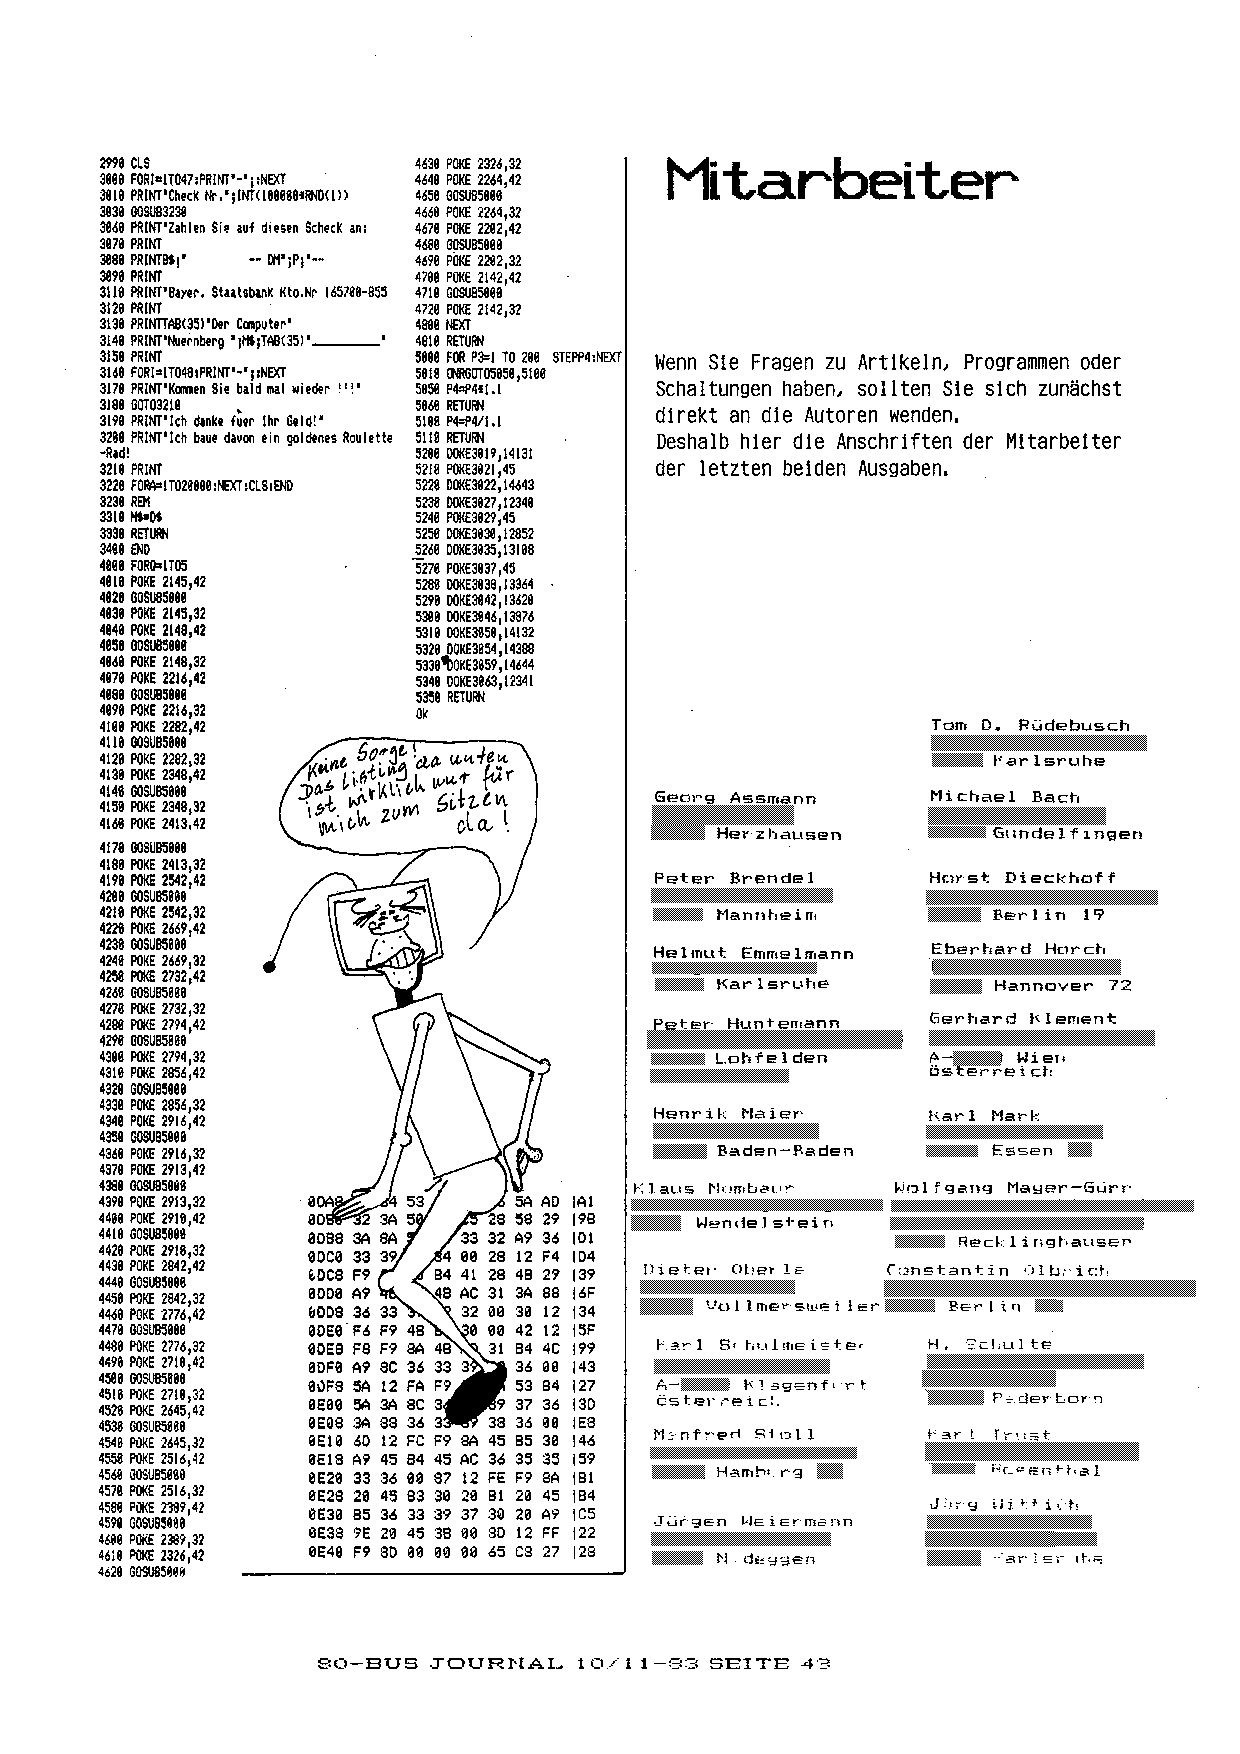 2990 CLS
3000 FORI=1TO47:PRINT"-";:NEXT
3010 PRINT"Check Nr.";INT(100000*RND(1))
3030 GOSUB3230
3060 PRINT"Zahlen Sie auf diesen Scheck an:
3070 PRINT
3080 PRINTB$;" -- DM";P;"--
3090 PRINT
3110 PRINT"Bayer. Staatsbank Kto.Nr 165700-855
3120 PRINT
3130 PRINTTAB(35)"Der Computer"
3140 PRINT"Nuernberg ";M$;TAB(35)"__________"
3150 PRINT
3160 FORI=1TO48:PRINT"-";:NEXT
3170 PRINT"Kommen Sie bald mal wieder !!!"
3180 GOTO3210
3190 PRINT"Ich danke fuer Ihr Geld!"
3200 PRINT"Ich baue davon ein goldenes Roulette
-Rad!
3210 PRINT
3220 FORA=1TO20000:NEXT:CLS:END
3230 REM
3310 M$=D$
3330 RETURN
3400 END
4000 FORQ=1TO5
4010 POKE 2145,42
4020 GOSUB5000
4030 POKE 2145,32
4040 POKE 2148,42
4050 GOSUB5000
4060 POKE 2148,32
4070 POKE 2216,42
4080 GOSUB5000
4090 POKE 2216,32
4100 POKE 2282,42
4110 GOSUB5000
4120 POKE 2282,32
4130 POKE 2348,42
4140 GOSUB5000
4150 POKE 2348,32
4160 POKE 2413,42
4170 GOSUB5000
4180 POKE 2413,32
4190 POKE 2542,42
4200 GOSUB5000
4210 POKE 2542,32
4220 POKE 2669,42
4230 GOSUB5000
4240 POKE 2669,32
4250 POKE 2732,42
4260 GOSUB5000
4270 POKE 2732,32
4280 POKE 2794,42
4290 GOSUB5000
4300 POKE 2794,32
4310 POKE 2856,42
4320 GOSUB5000
4330 POKE 2856,32
4340 POKE 2916,42
4350 GOSUB5000
4360 POKE 2916,32
4370 POKE 2913,42
4380 GOSUB5000
4390 POKE 2913,32
4400 POKE 2910,42
4410 GOSUB5000
4420 POKE 2910,32
4430 POKE 2842,42
4440 GOSUB5000
4450 POKE 2842,32
4460 POKE 2776,42
4470 GOSUB5000
4480 POKE 2776,32
4490 POKE 2710,42
4500 GOSUB5000
4510 POKE 2710,32
4520 POKE 2645,42
4530 GOSUB5000
4540 POKE 2645,32
4550 POKE 2516,42
4560 GOSUB5000
4570 POKE 2516,32
4580 POKE 2389,42
4590 GOSUB5000
4600 POKE 2389,32
4610 POKE 2326,42
4620 GOSUB5000
4630 POKE 2326,32
4640 POKE 2264,42
4650 GOSUB5000
4660 POKE 2264,32
4670 POKE 2202,42
4680 GOSUB5000
4690 POKE 2202,32
4700 POKE 2142,42
4710 GOSUB5000
4720 POKE 2142,32
4800 NEXT
4810 RETURN
5000 FOR P3=1 TO 200 STEPP4:NEXT
5010 ONRGOTO5050,5100
5050 P4=P4*1.1
5060 RETURN
5100 P4=P4/1.1
5110 RETURN
5200 DOKE3019,14131
5210 POKE3021,45
5220 DOKE3022,14643
5230 DOKE3027,12340
5240 POKE3029,45
5250 DOKE3030,12852
5260 DOKE3035,13108
5270 POKE3037,45
5280 DOKE3038,13364
5290 DOKE3042,13620
5300 DOKE3046,13876
5310 DOKE3050,14132
5320 DOKE3054,14388
5330 DOKE3059,14644
5340 DOKE3063,12341
5350 RETURN
Ok
Keine Sorge!
Das Listing da unten
ist wirklich nur für
mich zum Sitzen
da!
0DA8 34 53 5A AD |A1
32 3A 50 28 58 29 |98
0DB8 3A 8A 33 32 A9 36 |D1
0DC0 33 39 00 28 12 F4 |D4
0DC8 F9 B4 41 28 4B 29 |39
0DD0 A9 AC 31 3A 88 |6F
0DD8 36 33 32 00 30 12 |34
0DE0 F6 F9 48 00 42 12 |5F
0DE8 F8 F9 8A 48 31 B4 4C |99
0DF0 A9 8C 36 33 39 36 00 |43
0DF8 5A 12 FA F9 53 B4 |27
0E00 5A 3A 8C 37 36 |3D
0E08 3A 88 36 33 39 38 36 00 |E8
0E10 6D 12 FC F9 8A 45 B5 30 |46
0E18 A9 45 B4 45 AC 36 35 35 |59
0E20 33 36 00 87 12 FE F9 8A |B1
0E28 20 45 B3 30 20 B1 20 45 |B4
0E30 B5 36 33 39 37 30 20 A9 |C5
0E38 9E 20 45 3B 00 8D 12 FF |22
0E40 F9 8D 00 00 00 65 C8 27 |28
Mitarbeiter
Wenn Sie Fragen zu Artikeln, Programmen oder
Schaltungen haben, sollten Sie sich zunächst
direkt an die Autoren wenden.
Deshalb hier die Anschriften der Mitarbeiter
der letzten beiden Ausgaben.
Tom D. Rüdebusch
Karlsruhe
Georg Assmann
Herzhausen
Michael Bach
Gundelfingen
Peter Brendel
Mannheim
Horst Dieckhoff
Berlin 19
Helmut Emmelmann
Karlsruhe
Eberhard Horch
Hannover 72
Peter Huntemann
Lohfelden
Gerhard Klement
A- Wien
österreich
Henrik Maier
Baden-Baden
Karl Mark
Essen
Klaus Mombaur
Wendelstein
Wolfgang Mayer-Gürr
Recklinghausen
Dieter Oberle
Vollmersweiler
Constantin Olbrich
Berlin
Karl Schulmeister
A- Klagenfurt
österreich
H. Schulte
Paderborn
Manfred Stoll
Hamburg
Karl Trust
Rosenthal
Jürgen Weiermann
Nideggen
Jörg Wittich
Karlsruhe
80-BUS JOURNAL 10/11-83 SEITE 43